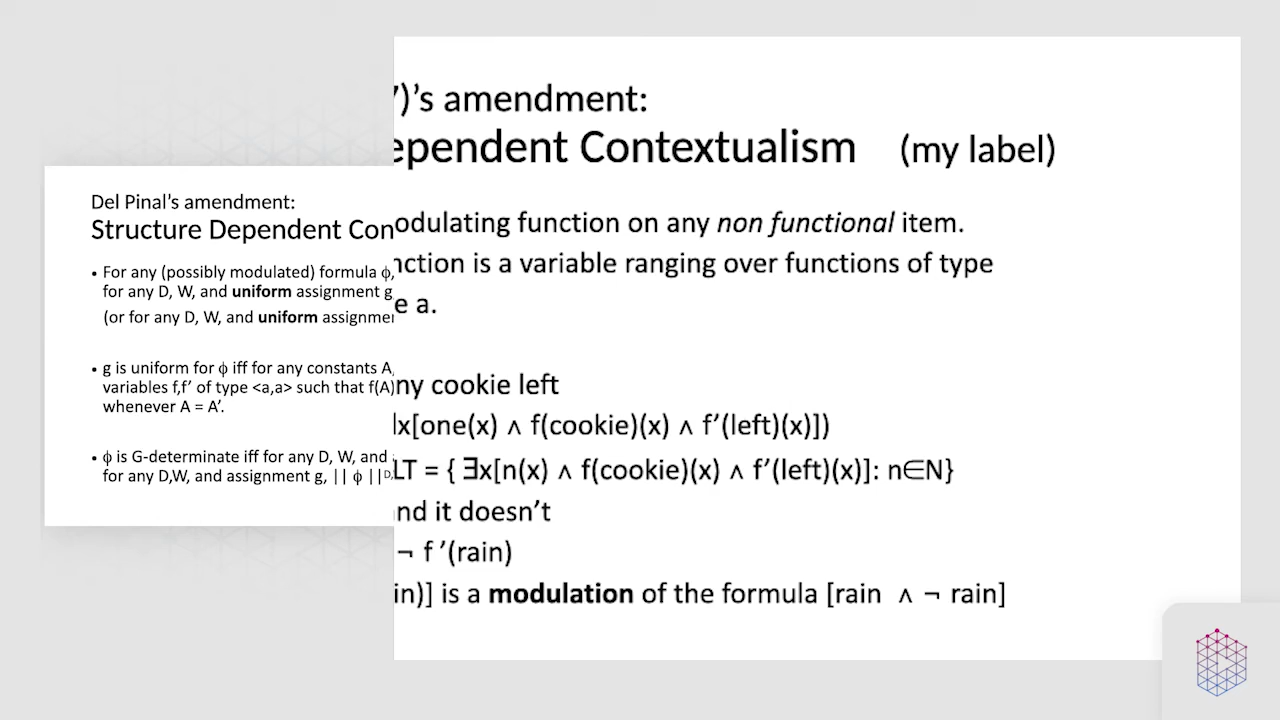 Del Pinal's amendment:
Structure Dependent Con
• For any (possibly modulated) formula ϕ,
for any D, W, and uniform assignment g
(or for any D, W, and uniform
• g is uniform for ϕ iff for any constants A,
variables f,f' of type <a,a> such that f(A)
whenever A = A'.
• ϕ is G-determinate iff for any D, W, and
for any D,W, and assignment g, || ϕ ||
)'s amendment:
ependent Contextualism (my label)
odulating function on any non functional item.
nction is a variable ranging over functions of type
e a.
ny cookie left
x[one(x) ∧ f(cookie)(x) ∧ f'(left)(x)])
LT = { ∃x[n(x) ∧ f(cookie)(x) ∧ f'(left)(x)]: n∈N}
nd it doesn't
¬ f '(rain)
in)] is a modulation of the formula [rain ∧ ¬ rain]